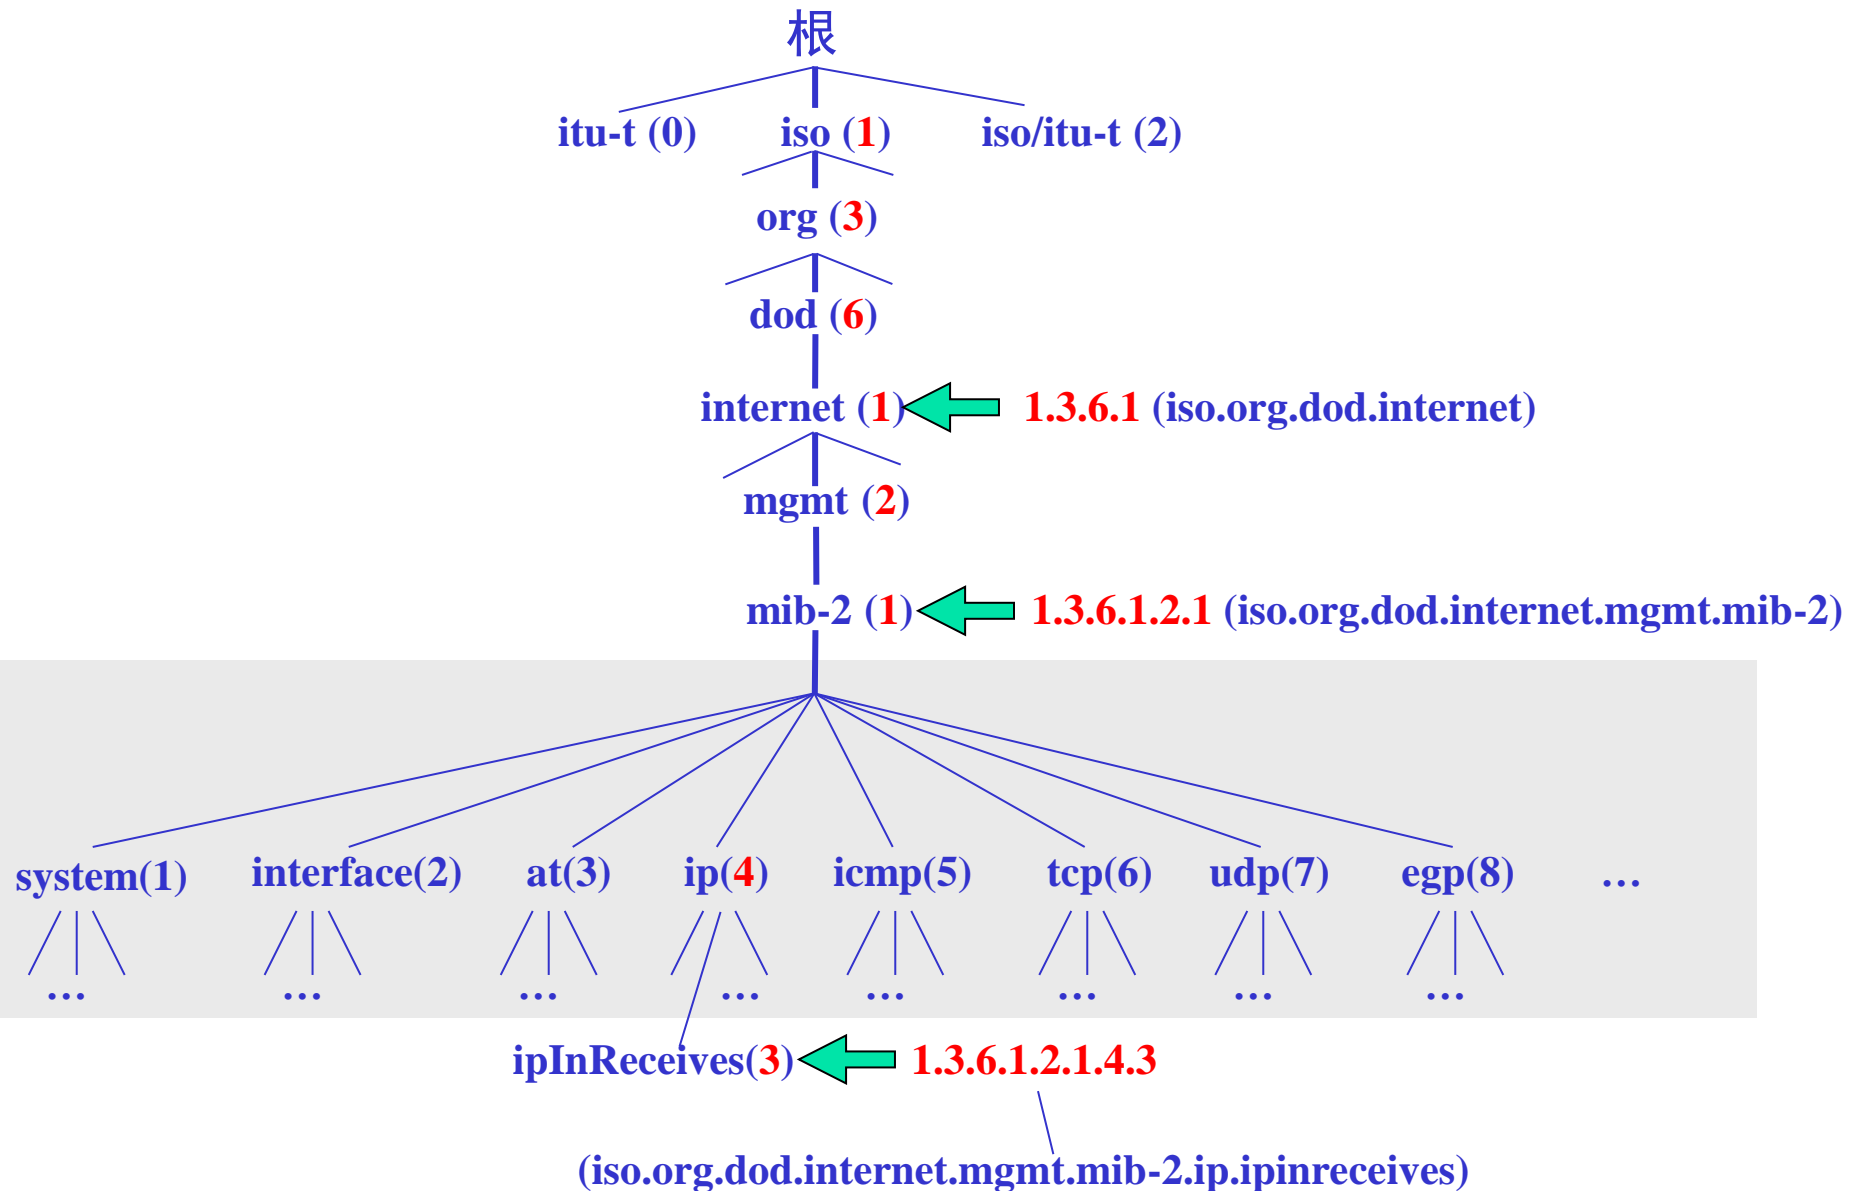 根
itu-t (0) iso (1) iso/itu-t (2)
org (3)
dod (6)
internet (1) 1.3.6.1 (iso.org.dod.internet)
mgmt (2)
mib-2 (1) 1.3.6.1.2.1 (iso.org.dod.internet.mgmt.mib-2)
system(1) interface(2) at(3) ip(4) icmp(5) tcp(6) udp(7) egp(8) …
… … … … … … … …
ipInReceives(3) 1.3.6.1.2.1.4.3
(iso.org.dod.internet.mgmt.mib-2.ip.ipinreceives)